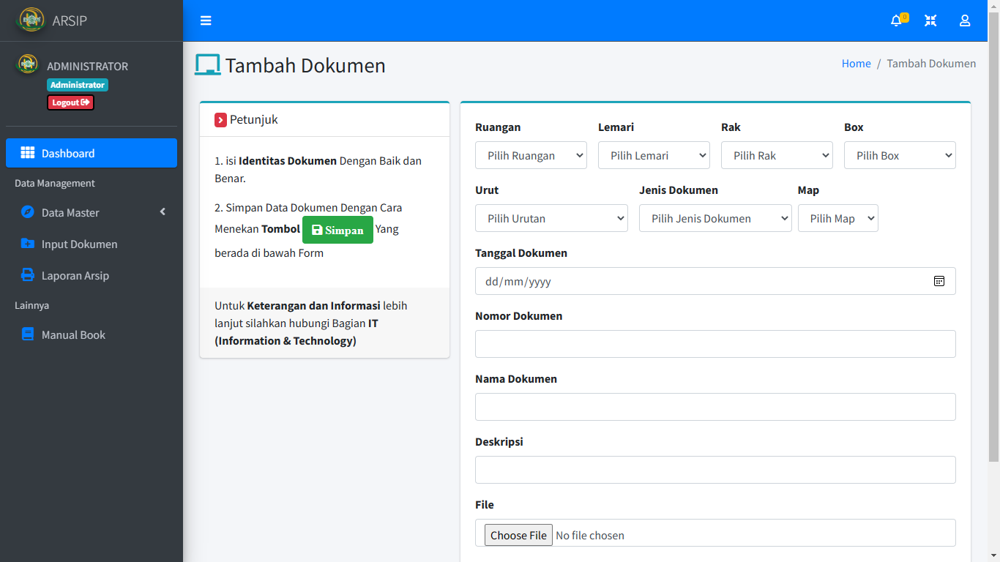 ARSIP
0
ADMINISTRATOR
Administrator
Logout
Dashboard
Data Management
Data Master
Input Dokumen
Laporan Arsip
Lainnya
Manual Book
Tambah Dokumen
Home / Tambah Dokumen
Petunjuk
1. isi Identitas Dokumen Dengan Baik dan
Benar.
2. Simpan Data Dokumen Dengan Cara
Menekan Tombol Simpan Yang
berada di bawah Form
Untuk Keterangan dan Informasi lebih
lanjut silahkan hubungi Bagian IT
(Information & Technology)
Ruangan Lemari Rak Box
Pilih Ruangan Pilih Lemari Pilih Rak Pilih Box
Urut Jenis Dokumen Map
Pilih Urutan Pilih Jenis Dokumen Pilih Map
Tanggal Dokumen
dd/mm/yyyy
Nomor Dokumen
Nama Dokumen
Deskripsi
File
Choose File No file chosen